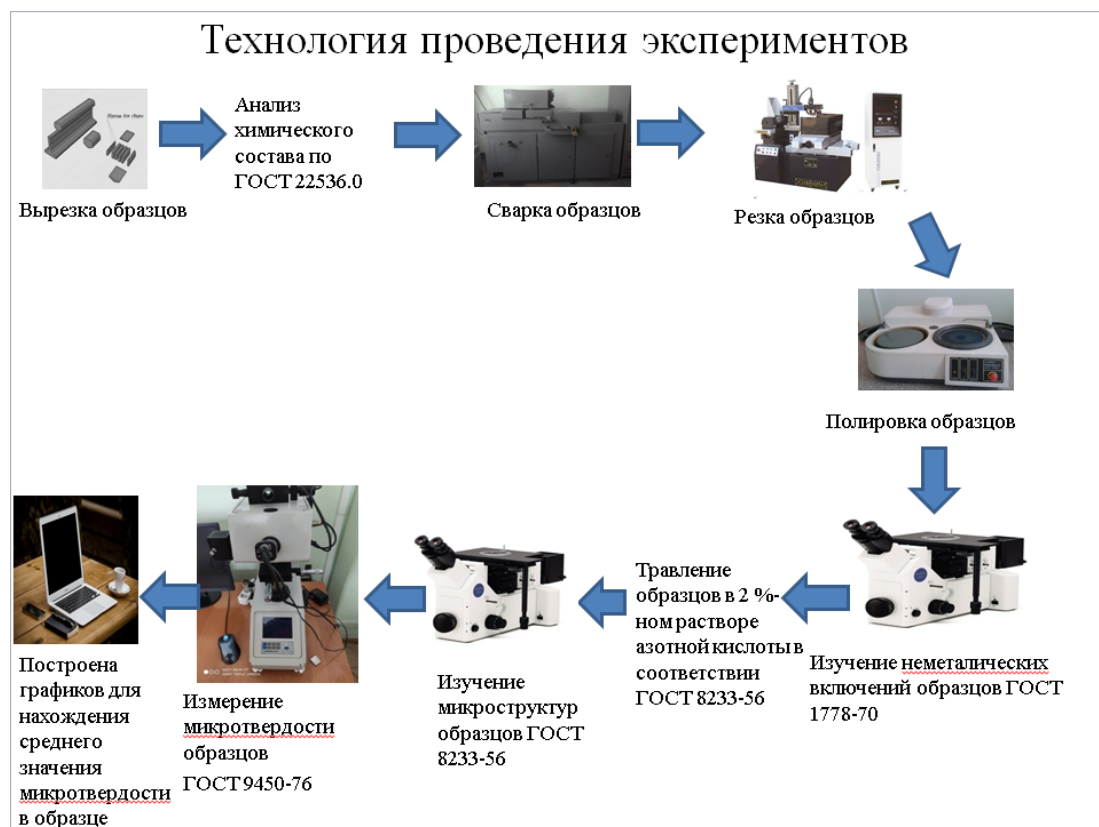 Технология проведения экспериментов
Вырезка образцов
Анализ
химического
состава по
ГОСТ 22536.0
Сварка образцов
Резка образцов
Полировка образцов
Изучение неметалических
включений образцов ГОСТ
1778-70
Травление
образцов в 2 %-
ном растворе
азотной кислоты в
соответствии
ГОСТ 8233-56
Изучение
микроструктур
образцов ГОСТ
8233-56
Измерение
микротвердости
образцов
ГОСТ 9450-76
Построена
графиков для
нахождения
среднего
значения
микротвердости
в образце